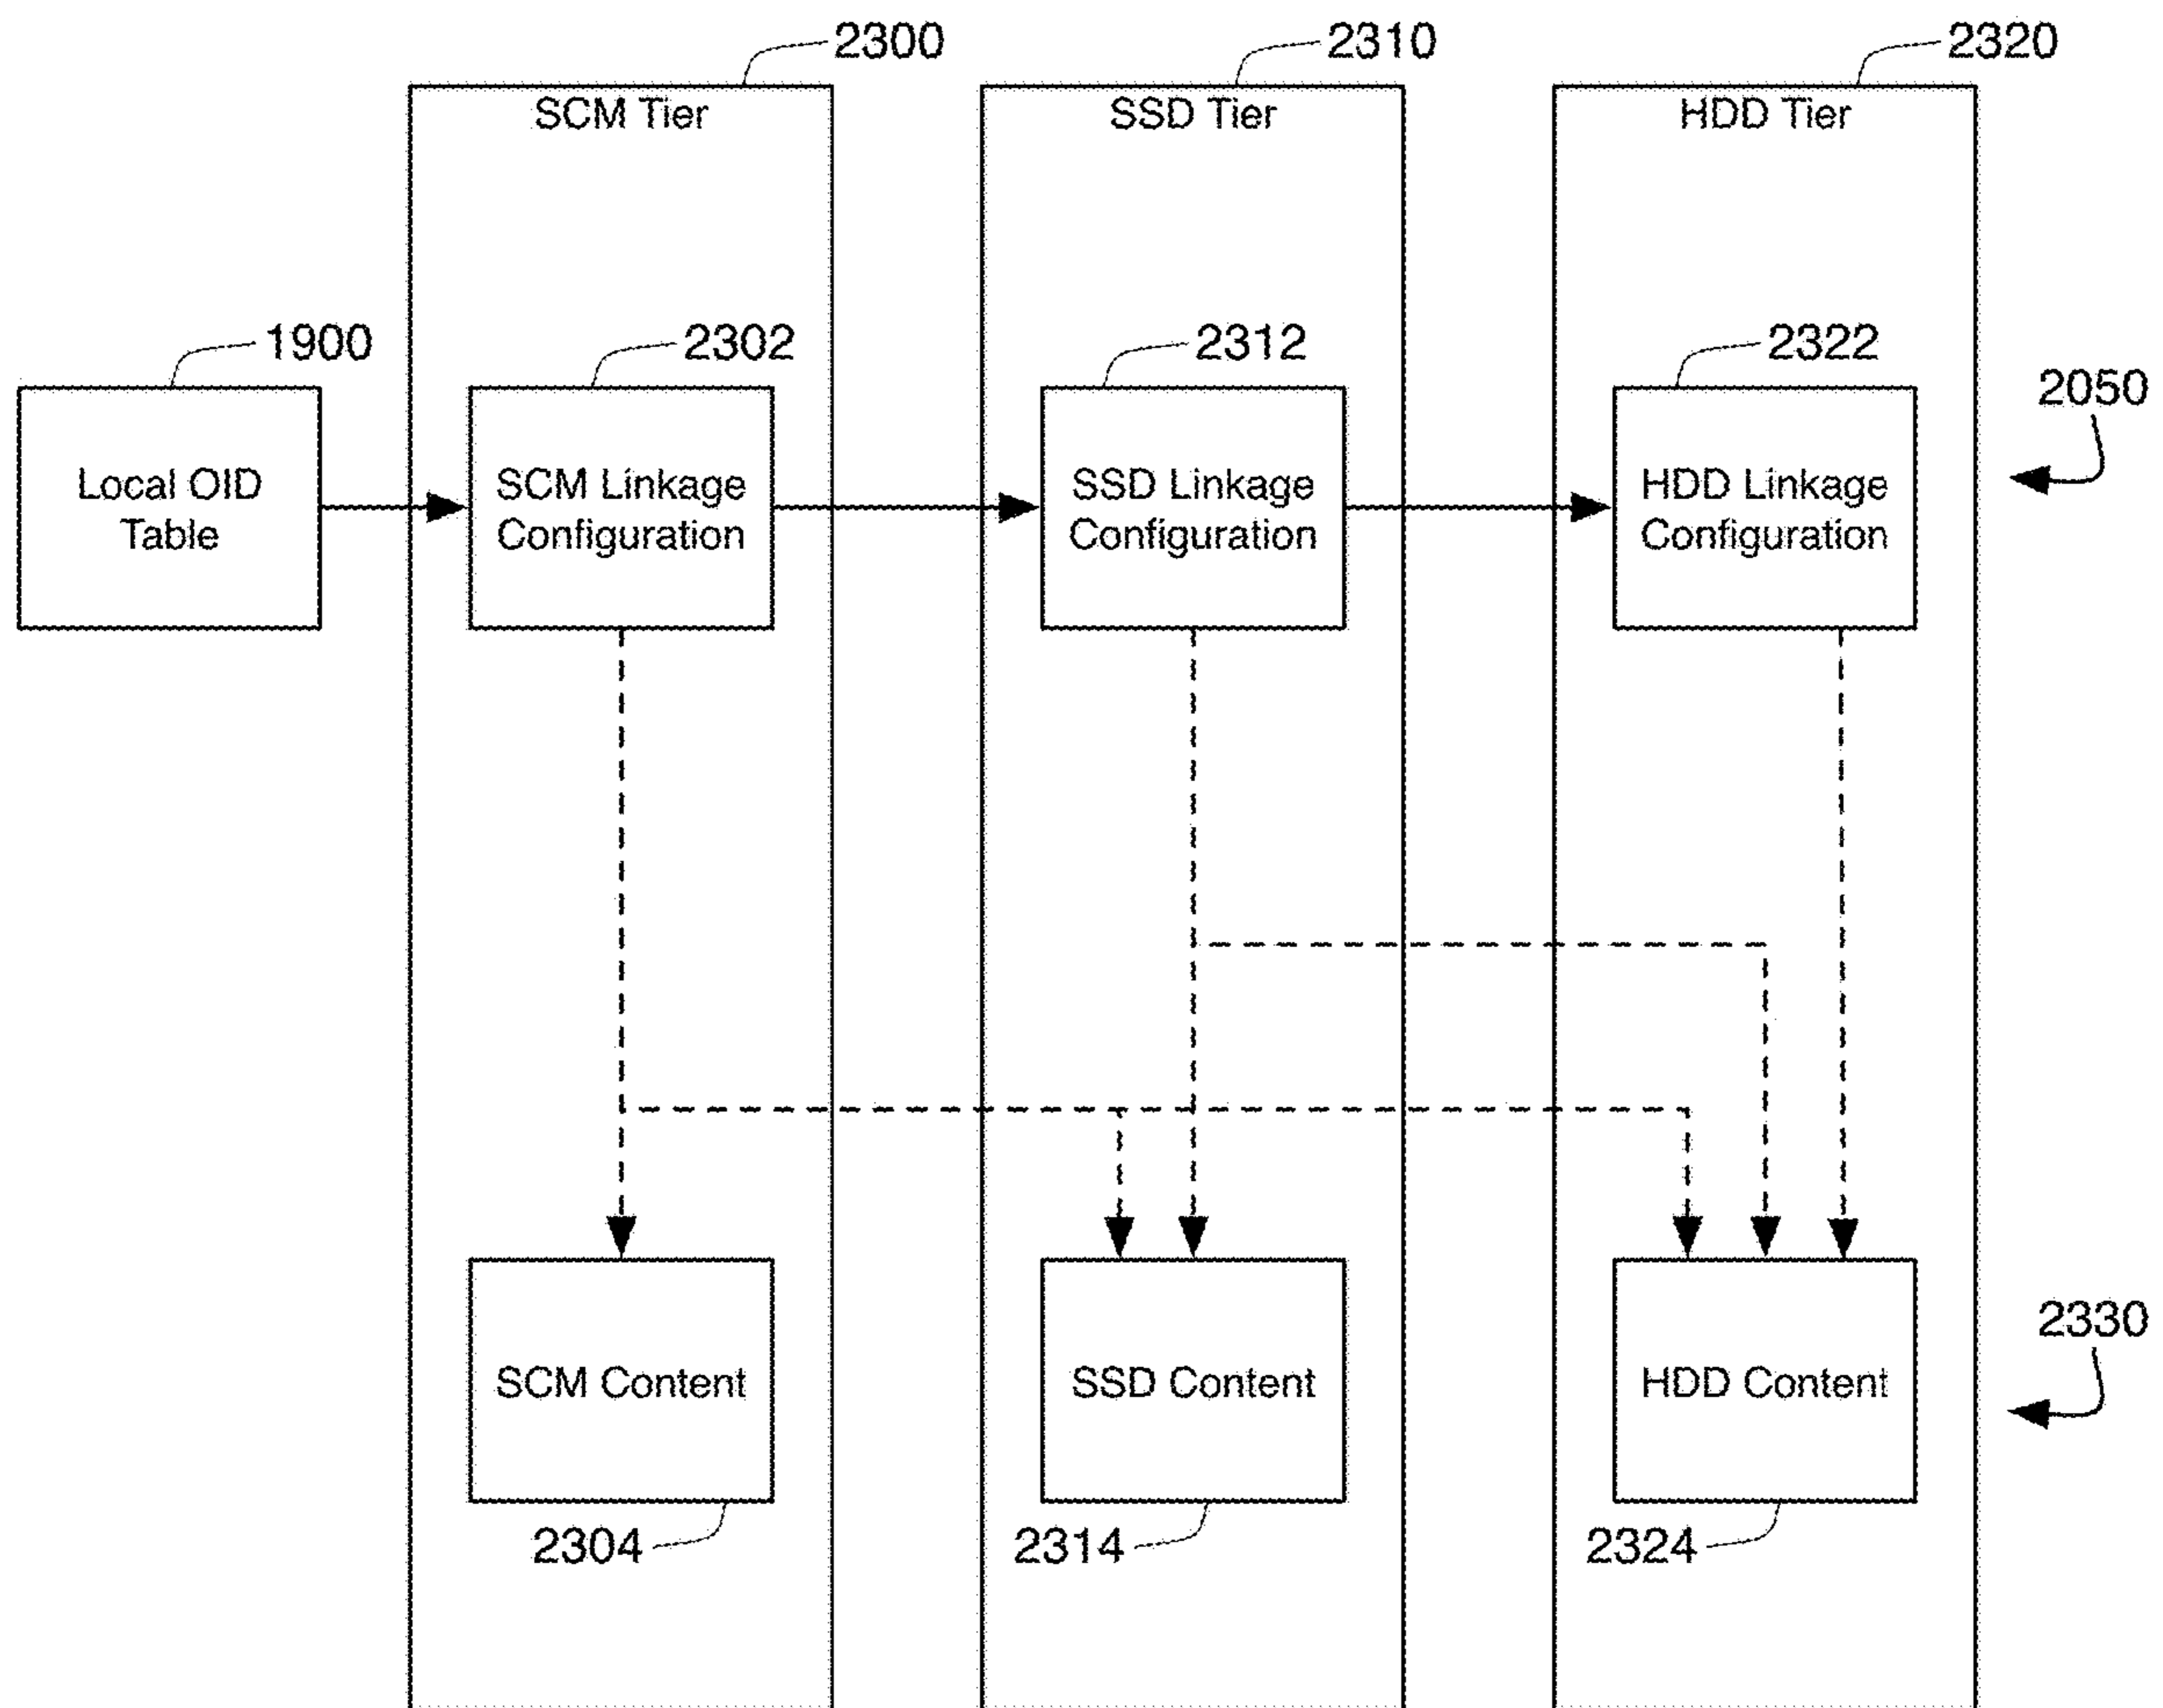 2300
2310
2320
SCM Tier
SSD Tier
HDD Tier
1900
2302
2312
2322
2050
Local OID
Table
SCM Linkage
Configuration
SSD Linkage
Configuration
HDD Linkage
Configuration
2330
SCM Content
SSD Content
HDD Content
2304
2314
2324